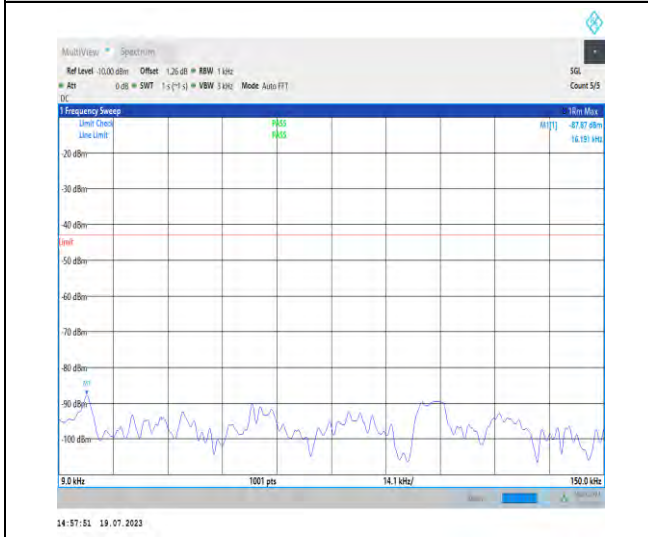 MultiView Spectrum
Ref Level -10.00 dBm Offset 1.26 dB RBW 1 kHz SGL
Att 0 dB SWT 1 s (~1 s) VBW 3 kHz Mode Auto FFT Count 5/5
DC
1 Frequency Sweep 1Rm Max
Limit Check PASS M1[1] -87.07 dBm
Line Limit PASS 16.191 kHz
-20 dBm
-30 dBm
-40 dBm
Limit
-50 dBm
-60 dBm
-70 dBm
-80 dBm
M1
-90 dBm
-100 dBm
9.0 kHz 1001 pts 14.1 kHz/ 150.0 kHz
14:57:51 19.07.2023